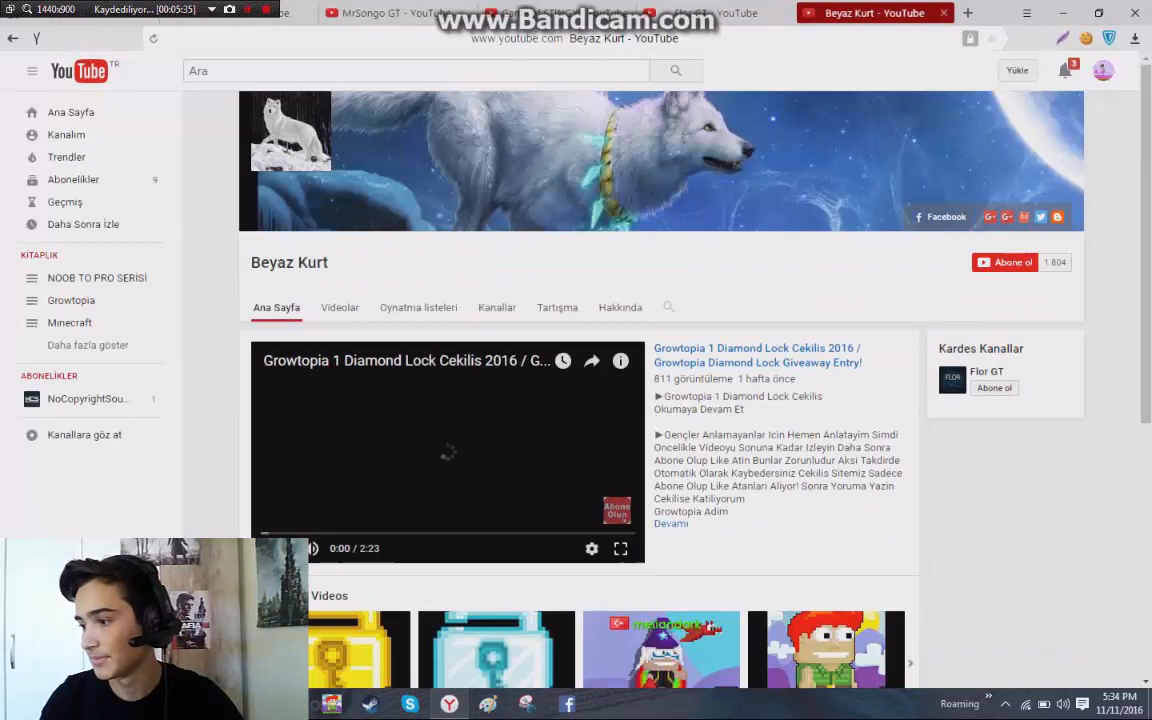 1440x900 Kaydediliyor... (00:05:35)
MrSongo GT - YouTube
Beyaz Kurt - YouTube
www.Bandicam.com
www.youtube.com Beyaz Kurt - YouTube
YouTube TR
Ara
Yükle
3
Ana Sayfa
Kanalım
Trendler
Abonelikler 9
Geçmiş
Daha Sonra İzle
KİTAPLIK
NOOB TO PRO SERİSİ
Growtopia
Mınecraft
Daha fazla göster
ABONELİKLER
NoCopyrightSou... 1
Kanallara göz at
Facebook
Beyaz Kurt
Abone ol 1.804
Ana Sayfa Videolar Oynatma listeleri Kanallar Tartışma Hakkında
Growtopia 1 Diamond Lock Cekilis 2016 / G...
Abone
Olun
0:00 / 2:23
Growtopia 1 Diamond Lock Cekilis 2016 /
Growtopia Diamond Lock Giveaway Entry!
811 görüntüleme 1 hafta önce
►Growtopia 1 Diamond Lock Cekilis
Okumaya Devam Et
►Gençler Anlamayanlar Icin Hemen Anlatayim Simdi
Oncelikle Videoyu Sonuna Kadar Izleyin Daha Sonra
Abone Olup Like Atin Bunlar Zorunludur Aksi Takdirde
Otomatik Olarak Kaybedersiniz Cekilis Sitemiz Sadece
Abone Olup Like Atanlari Aliyor! Sonra Yoruma Yazin
Cekilise Katiliyorum
Growtopia Adim
Devamı
Kardes Kanallar
FLOR
Flor GT
Abone ol
Videos
meliandark
Roaming
5:34 PM
11/11/2016